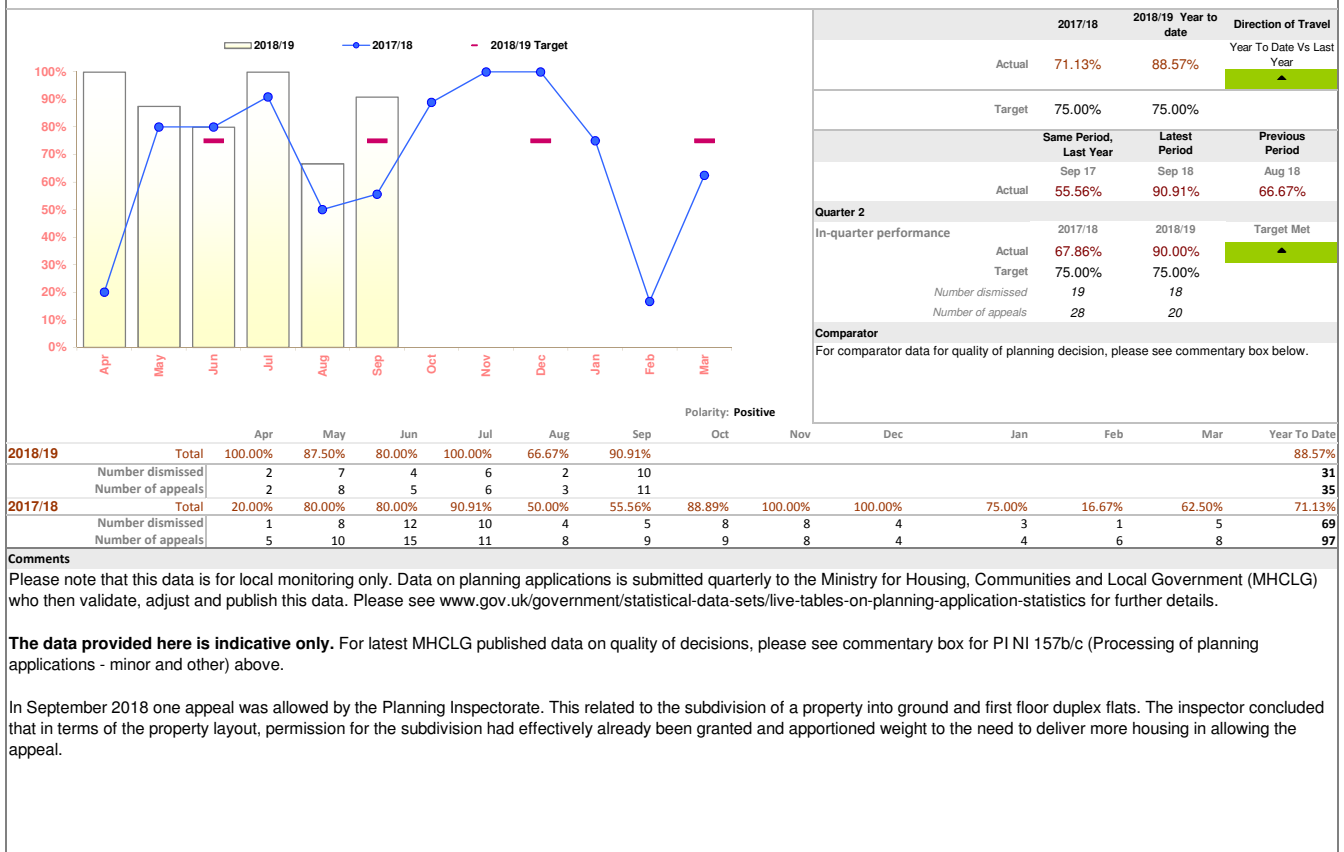 2018/19 2017/18 2018/19 Target
100%
90%
80%
70%
60%
50%
40%
30%
20%
10%
0%
Apr May Jun Jul Aug Sep Oct Nov Dec Jan Feb Mar
2017/18 2018/19 Year to date Direction of Travel
Year To Date Vs Last Year
Actual 71.13% 88.57%
Target 75.00% 75.00%
Same Period, Last Year Latest Period Previous Period
Sep 17 Sep 18 Aug 18
Actual 55.56% 90.91% 66.67%
Quarter 2
In-quarter performance 2017/18 2018/19 Target Met
Actual 67.86% 90.00%
Target 75.00% 75.00%
Number dismissed 19 18
Number of appeals 28 20
Comparator
For comparator data for quality of planning decision, please see commentary box below.
Polarity: Positive
Apr May Jun Jul Aug Sep Oct Nov Dec Jan Feb Mar Year To Date
2018/19 Total 100.00% 87.50% 80.00% 100.00% 66.67% 90.91% 88.57%
Number dismissed 2 7 4 6 2 10 31
Number of appeals 2 8 5 6 3 11 35
2017/18 Total 20.00% 80.00% 80.00% 90.91% 50.00% 55.56% 88.89% 100.00% 100.00% 75.00% 16.67% 62.50% 71.13%
Number dismissed 1 8 12 10 4 5 8 8 4 3 1 5 69
Number of appeals 5 10 15 11 8 9 9 8 4 4 6 8 97
Comments
Please note that this data is for local monitoring only. Data on planning applications is submitted quarterly to the Ministry for Housing, Communities and Local Government (MHCLG)
who then validate, adjust and publish this data. Please see www.gov.uk/government/statistical-data-sets/live-tables-on-planning-application-statistics for further details.
The data provided here is indicative only. For latest MHCLG published data on quality of decisions, please see commentary box for PI NI 157b/c (Processing of planning
applications - minor and other) above.
In September 2018 one appeal was allowed by the Planning Inspectorate. This related to the subdivision of a property into ground and first floor duplex flats. The inspector concluded
that in terms of the property layout, permission for the subdivision had effectively already been granted and apportioned weight to the need to deliver more housing in allowing the
appeal.